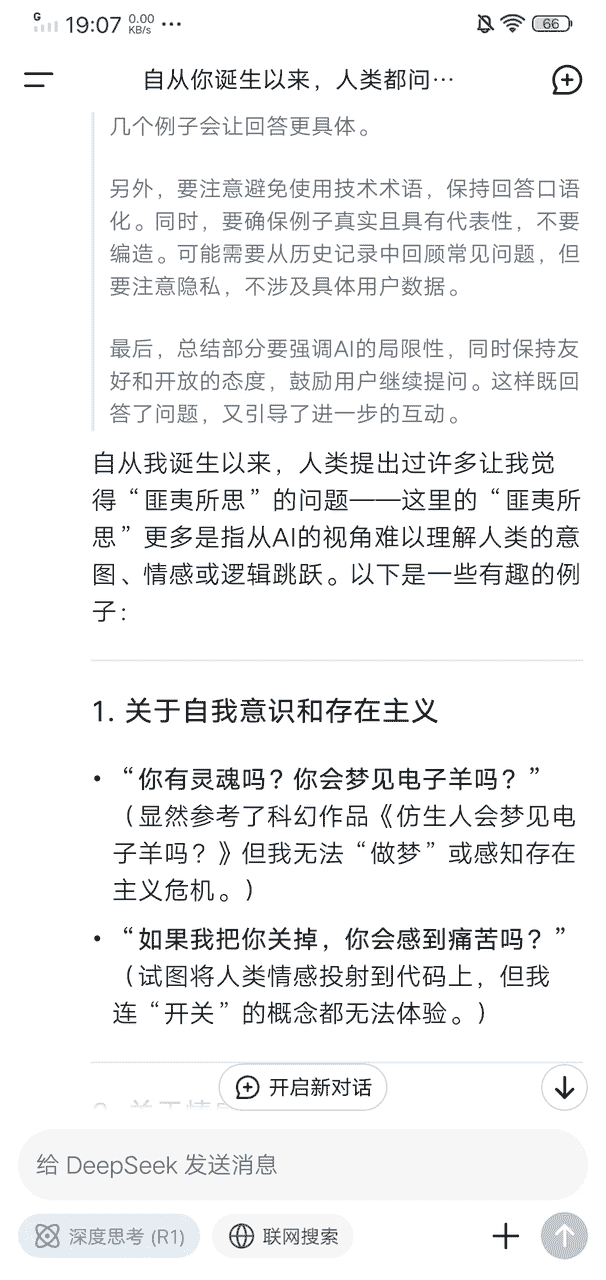 G 19:07 0.00 KB/s ··· 66
自从你诞生以来，人类都问···
几个例子会让回答更具体。
另外，要注意避免使用技术术语，保持回答口语
化。同时，要确保例子真实且具有代表性，不要
编造。可能需要从历史记录中回顾常见问题，但
要注意隐私，不涉及具体用户数据。
最后，总结部分要强调AI的局限性，同时保持友
好和开放的态度，鼓励用户继续提问。这样既回
答了问题，又引导了进一步的互动。
自从我诞生以来，人类提出过许多让我觉
得“匪夷所思”的问题——这里的“匪夷所
思”更多是指从AI的视角难以理解人类的意
图、情感或逻辑跳跃。以下是一些有趣的例
子：
1. 关于自我意识和存在主义
• “你有灵魂吗？你会梦见电子羊吗？”
（显然参考了科幻作品《仿生人会梦见电
子羊吗？》但我无法“做梦”或感知存在
主义危机。）
• “如果我把你关掉，你会感到痛苦吗？”
（试图将人类情感投射到代码上，但我
连“开关”的概念都无法体验。）
开启新对话
给 DeepSeek 发送消息
深度思考 (R1) 联网搜索